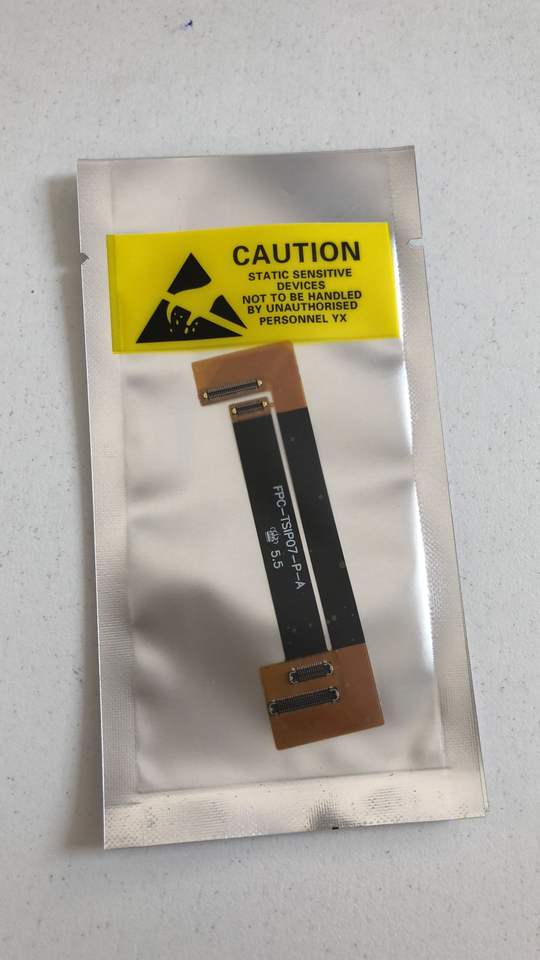 CAUTION
STATIC SENSITIVE
DEVICES
NOT TO BE HANDLED
BY UNAUTHORISED
PERSONNEL YX
FPC-TSIP07-P-A
5.5